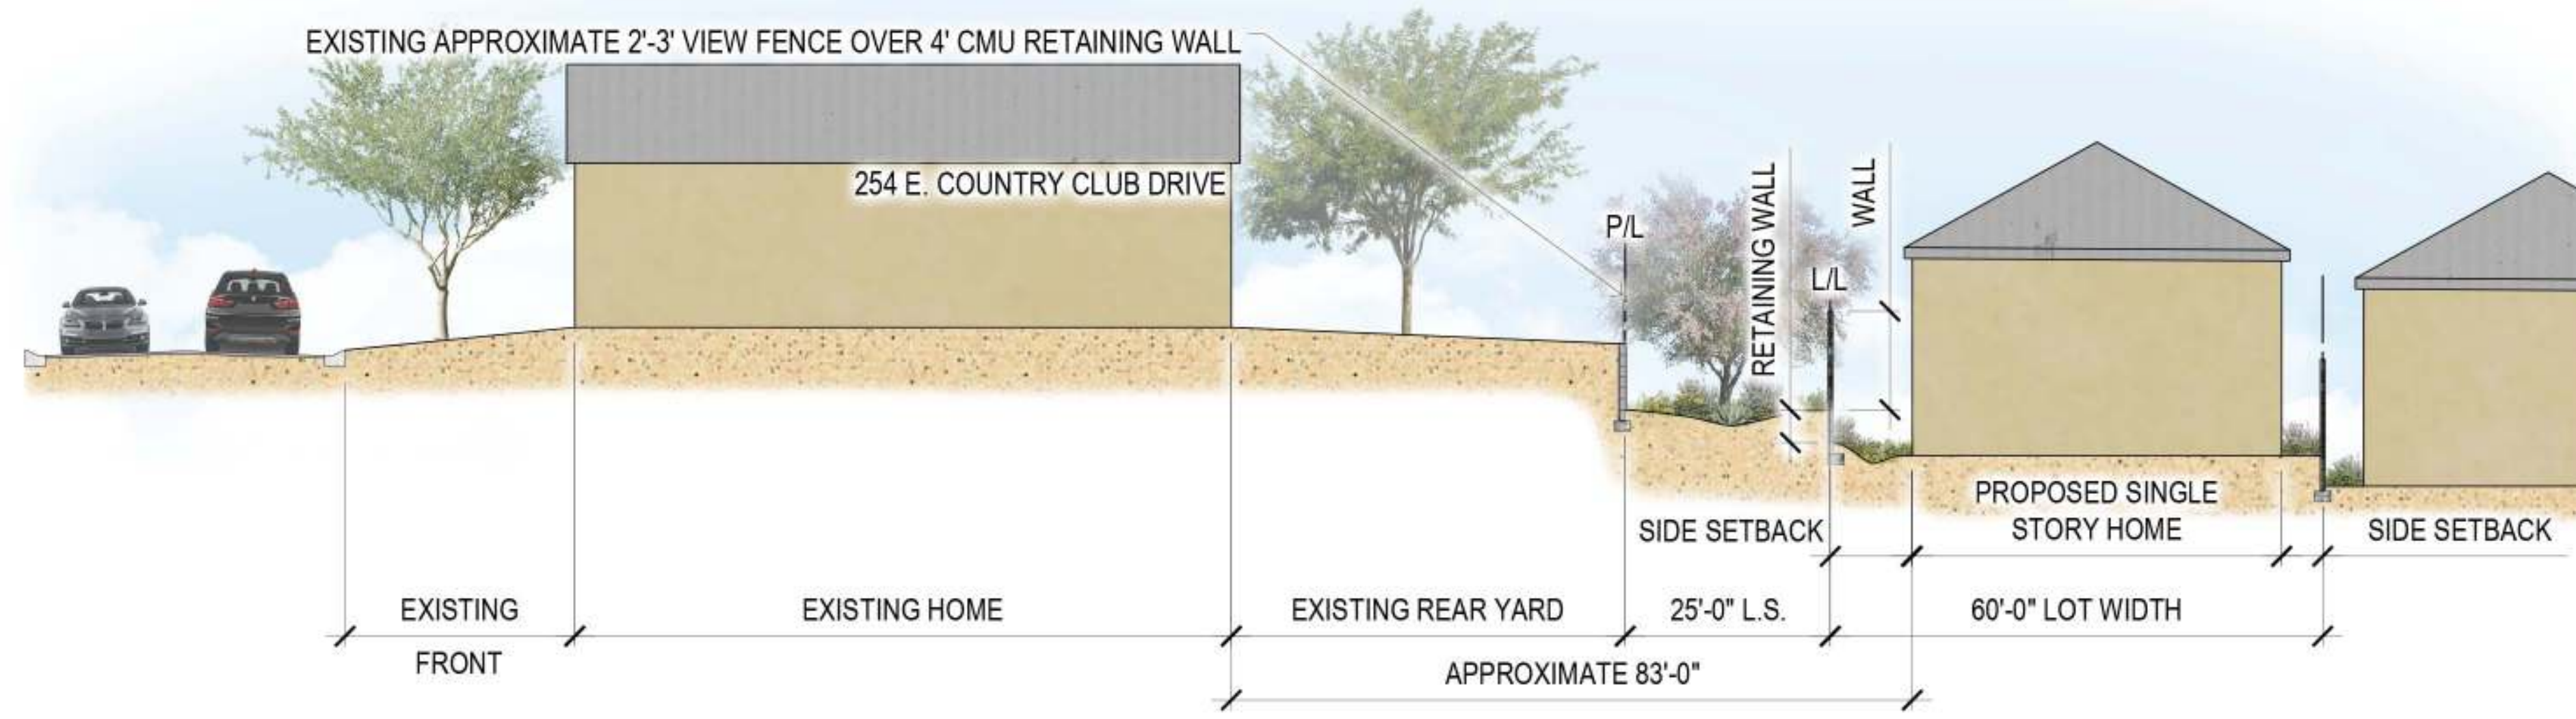 EXISTING APPROXIMATE 2'-3' VIEW FENCE OVER 4' CMU RETAINING WALL
254 E. COUNTRY CLUB DRIVE
P/L
RETAINING WALL
WALL
L/L
PROPOSED SINGLE
STORY HOME
SIDE SETBACK
SIDE SETBACK
EXISTING
FRONT
EXISTING HOME
EXISTING REAR YARD
25'-0" L.S.
60'-0" LOT WIDTH
APPROXIMATE 83'-0"